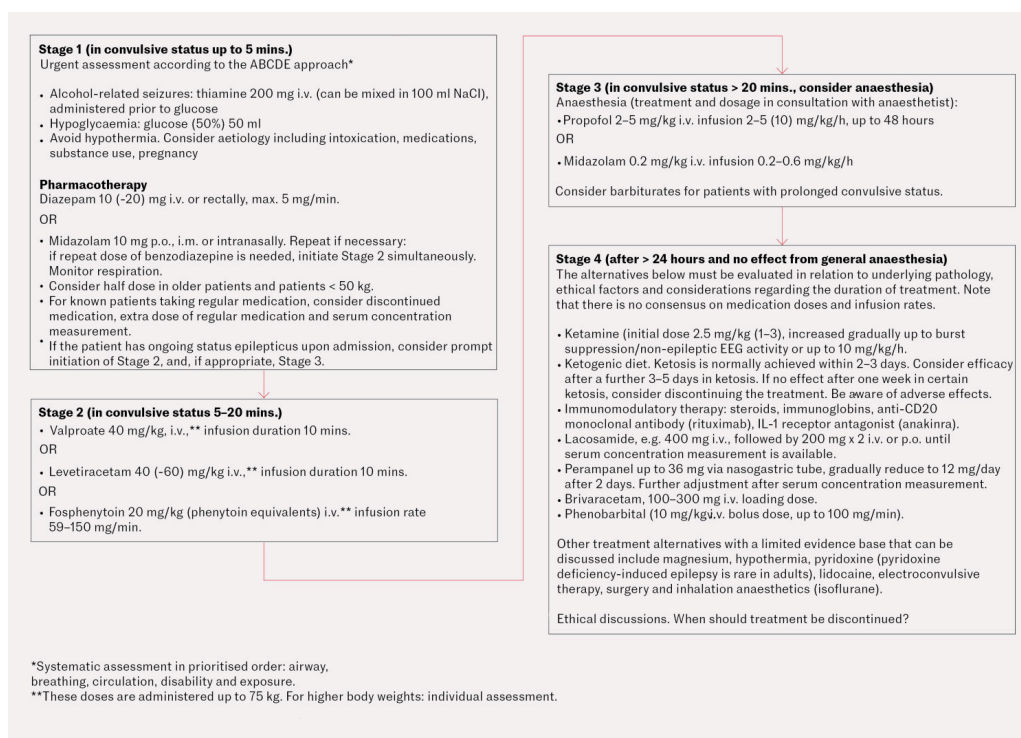 Stage 1 (in convulsive status up to 5 mins.)
Urgent assessment according to the ABCDE approach*
• Alcohol-related seizures: thiamine 200 mg i.v. (can be mixed in 100 ml NaCl),
administered prior to glucose
• Hypoglycaemia: glucose (50%) 50 ml
• Avoid hypothermia. Consider aetiology including intoxication, medications,
substance use, pregnancy
Pharmacotherapy
Diazepam 10 (-20) mg i.v. or rectally, max. 5 mg/min.
OR
• Midazolam 10 mg p.o., i.m. or intranasally. Repeat if necessary:
if repeat dose of benzodiazepine is needed, initiate Stage 2 simultaneously.
Monitor respiration.
• Consider half dose in older patients and patients < 50 kg.
• For known patients taking regular medication, consider discontinued
medication, extra dose of regular medication and serum concentration
measurement.
• If the patient has ongoing status epilepticus upon admission, consider prompt
initiation of Stage 2, and, if appropriate, Stage 3.
Stage 2 (in convulsive status 5–20 mins.)
• Valproate 40 mg/kg, i.v.,** infusion duration 10 mins.
OR
• Levetiracetam 40 (-60) mg/kg i.v.,** infusion duration 10 mins.
OR
• Fosphenytoin 20 mg/kg (phenytoin equivalents) i.v.** infusion rate
59–150 mg/min.
Stage 3 (in convulsive status > 20 mins., consider anaesthesia)
Anaesthesia (treatment and dosage in consultation with anaesthetist):
•Propofol 2–5 mg/kg i.v. infusion 2–5 (10) mg/kg/h, up to 48 hours
OR
• Midazolam 0.2 mg/kg i.v. infusion 0.2–0.6 mg/kg/h
Consider barbiturates for patients with prolonged convulsive status.
Stage 4 (after > 24 hours and no effect from general anaesthesia)
The alternatives below must be evaluated in relation to underlying pathology,
ethical factors and considerations regarding the duration of treatment. Note
that there is no consensus on medication doses and infusion rates.
• Ketamine (initial dose 2.5 mg/kg (1–3), increased gradually up to burst
suppression/non-epileptic EEG activity or up to 10 mg/kg/h.
• Ketogenic diet. Ketosis is normally achieved within 2–3 days. Consider efficacy
after a further 3–5 days in ketosis. If no effect after one week in certain
ketosis, consider discontinuing the treatment. Be aware of adverse effects.
• Immunomodulatory therapy: steroids, immunoglobins, anti-CD20
monoclonal antibody (rituximab), IL-1 receptor antagonist (anakinra).
• Lacosamide, e.g. 400 mg i.v., followed by 200 mg x 2 i.v. or p.o. until
serum concentration measurement is available.
• Perampanel up to 36 mg via nasogastric tube, gradually reduce to 12 mg/day
after 2 days. Further adjustment after serum concentration measurement.
• Brivaracetam, 100–300 mg i.v. loading dose.
• Phenobarbital (10 mg/kg i.v. bolus dose, up to 100 mg/min).
Other treatment alternatives with a limited evidence base that can be
discussed include magnesium, hypothermia, pyridoxine (pyridoxine
deficiency-induced epilepsy is rare in adults), lidocaine, electroconvulsive
therapy, surgery and inhalation anaesthetics (isoflurane).
Ethical discussions. When should treatment be discontinued?
*Systematic assessment in prioritised order: airway,
breathing, circulation, disability and exposure.
**These doses are administered up to 75 kg. For higher body weights: individual assessment.